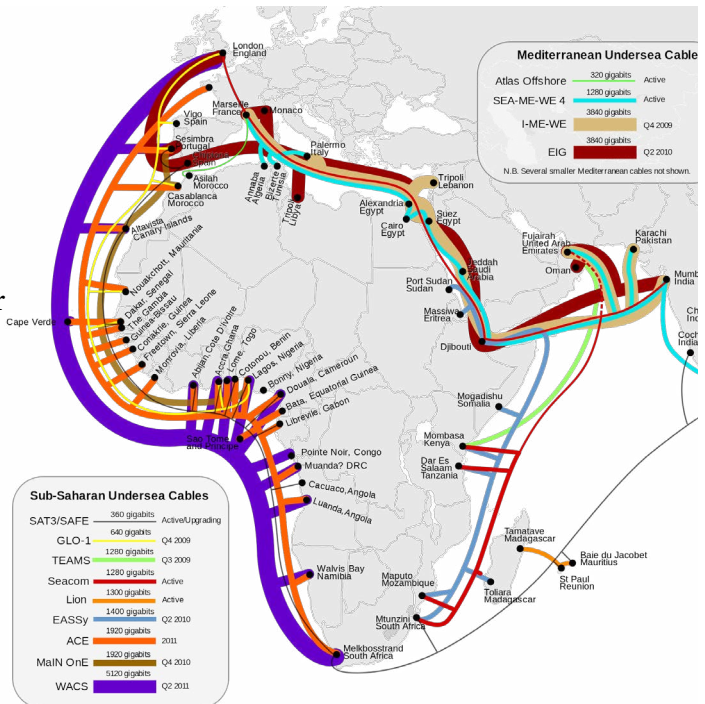 London
England
Mediterranean Undersea Cable
Atlas Offshore 320 gigabits Active
SEA-ME-WE 4 1280 gigabits Active
I-ME-WE 3840 gigabits Q4 2009
EIG 3840 gigabits Q2 2010
N.B. Several smaller Mediterranean cables not shown.
Marseille
France
Monaco
Vigo
Spain
Sesimbra
Portugal
Spain
Asilah
Morocco
Casablanca
Morocco
Annaba
Algeria
Bizerte
Tunisia
Tripoli
Libya
Palermo
Italy
Tripoli
Lebanon
Alexandria
Egypt
Cairo
Egypt
Suez
Egypt
Jeddah
Saudi
Arabia
Port Sudan
Sudan
Massiwa
Eritrea
Djibouti
Fujairah
United Arab
Emirates
Oman
Karachi
Pakistan
Mumb
India
Ch
In
Coch
India
Altavista
Canary Islands
Nouakchott, Mauritania
Dakar, Senegal
The Gambia
Guinea-Bissau
Conakrie, Guinea
Freetown, Sierra Leone
Monrovia, Liberia
r
Cape Verde
Abijan, Cote D'Ivoire
Accra,Ghana
Lome, Togo
Cotonou, Benin
Lagos, Nigeria
Bonny, Nigeria
Douala, Cameroun
Bata, Equatorial Guinea
Librevile, Gabon
Sao Tome
and Principe
Pointe Noir, Congo
Muanda? DRC
Cacuaco,Angola
Luanda,Angola
Walvis Bay
Namibia
Melkbosstrand
South Africa
Mogadishu
Somalia
Mombasa
Kenya
Dar Es
Salaam
Tanzania
Maputo
Mozambique
Mtunzini
South Africa
Toliara
Madagascar
Tamatave
Madagascar
Baie du Jacobet
Mauritius
St Paul
Reunion
Sub-Saharan Undersea Cables
SAT3/SAFE 360 gigabits Active/Upgrading
GLO-1 640 gigabits Q4 2009
TEAMS 1280 gigabits Q3 2009
Seacom 1280 gigabits Active
Lion 1300 gigabits Active
EASSy 1400 gigabits Q2 2010
ACE 1920 gigabits 2011
MaIN OnE 1920 gigabits Q4 2010
WACS 5120 gigabits Q2 2011